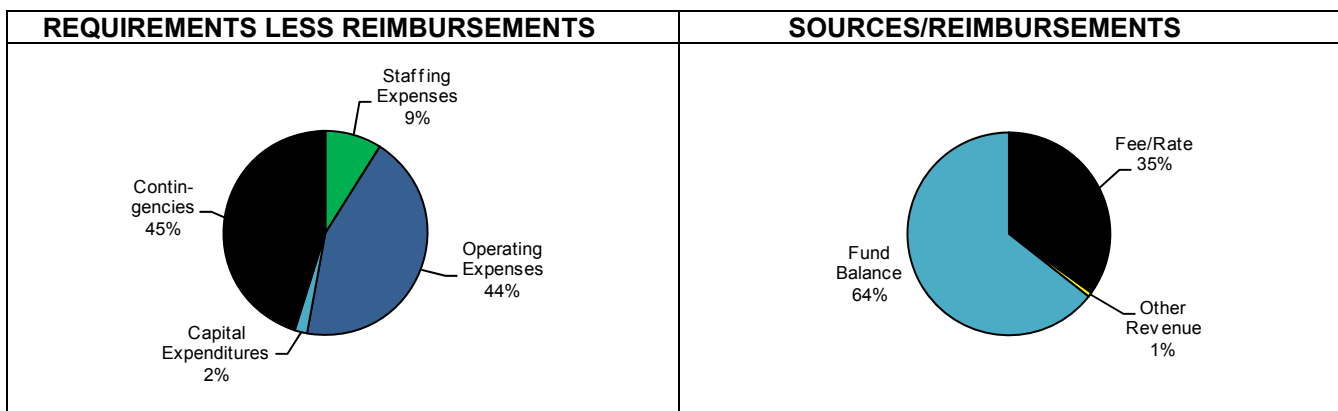 REQUIREMENTS LESS REIMBURSEMENTS
Staffing
Expenses
9%
Operating
Expenses
44%
Capital
Expenditures
2%
Contin-
gencies
45%
SOURCES/REIMBURSEMENTS
Fee/Rate
35%
Other
Revenue
1%
Fund
Balance
64%